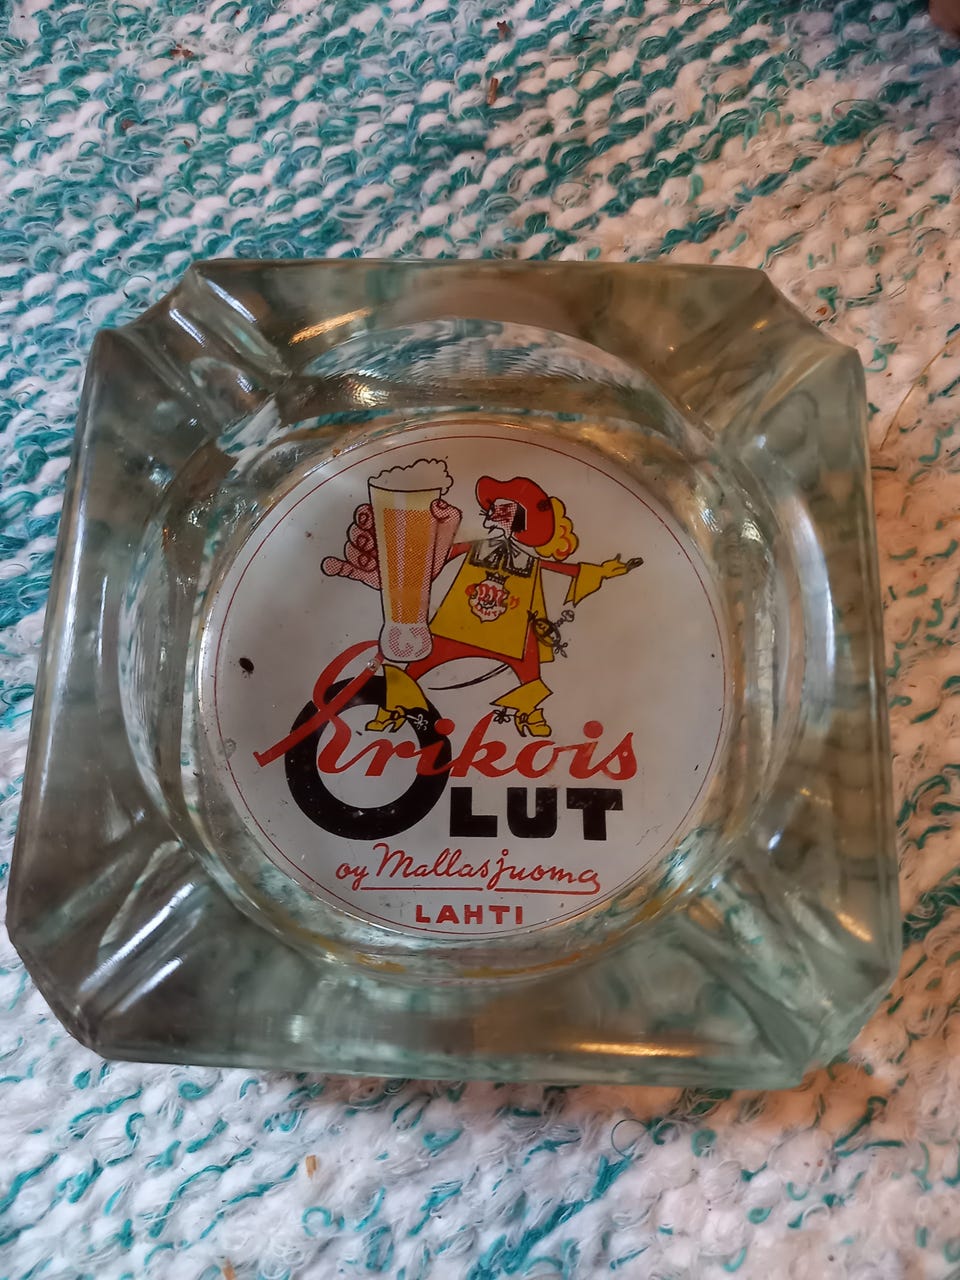 Erikois
OLUT
oy Mallasjuoma
LAHTI